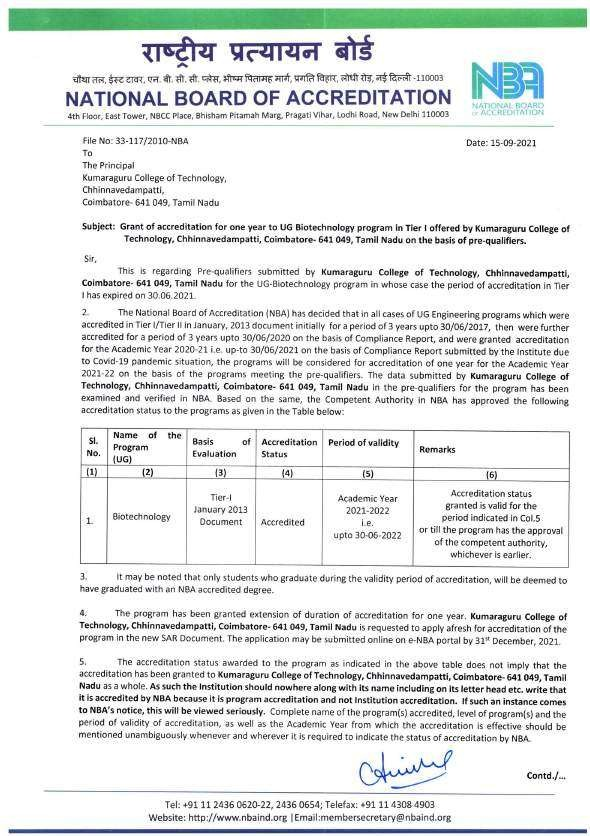 राष्ट्रीय प्रत्यायन बोर्ड
चौथा तल, ईस्ट टावर, एन. बी. सी. सी. प्लेस, भीष्म पितामह मार्ग, प्रगति विहार, लोधी रोड़, नई दिल्ली -110003
NATIONAL BOARD OF ACCREDITATION
4th Floor, East Tower, NBCC Place, Bhisham Pitamah Marg, Pragati Vihar, Lodhi Road, New Delhi 110003
NBA
NATIONAL BOARD
OF ACCREDITATION
File No: 33-117/2010-NBA
Date: 15-09-2021
To
The Principal
Kumaraguru College of Technology,
Chhinnavedampatti,
Coimbatore- 641 049, Tamil Nadu
Subject: Grant of accreditation for one year to UG Biotechnology program in Tier I offered by Kumaraguru College of
Technology, Chhinnavedampatti, Coimbatore- 641 049, Tamil Nadu on the basis of pre-qualifiers.
Sir,
This is regarding Pre-qualifiers submitted by Kumaraguru College of Technology, Chhinnavedampatti,
Coimbatore- 641 049, Tamil Nadu for the UG-Biotechnology program in whose case the period of accreditation in Tier
I has expired on 30.06.2021.
2. The National Board of Accreditation (NBA) has decided that in all cases of UG Engineering programs which were
accredited in Tier I/Tier II in January, 2013 document initially for a period of 3 years upto 30/06/2017, then were further
accredited for a period of 3 years upto 30/06/2020 on the basis of Compliance Report, and were granted accreditation
for the Academic Year 2020-21 i.e. up-to 30/06/2021 on the basis of Compliance Report submitted by the Institute due
to Covid-19 pandemic situation, the programs will be considered for accreditation of one year for the Academic Year
2021-22 on the basis of the programs meeting the pre-qualifiers. The data submitted by Kumaraguru College of
Technology, Chhinnavedampatti, Coimbatore- 641 049, Tamil Nadu in the pre-qualifiers for the program has been
examined and verified in NBA. Based on the same, the Competent Authority in NBA has approved the following
accreditation status to the programs as given in the Table below:
Sl. No. Name of the Program (UG) Basis of Evaluation Accreditation Status Period of validity Remarks
(1) (2) (3) (4) (5) (6)
1. Biotechnology Tier-I January 2013 Document Accredited Academic Year 2021-2022 i.e. upto 30-06-2022 Accreditation status granted is valid for the period indicated in Col.5 or till the program has the approval of the competent authority, whichever is earlier.
3. It may be noted that only students who graduate during the validity period of accreditation, will be deemed to
have graduated with an NBA accredited degree.
4. The program has been granted extension of duration of accreditation for one year. Kumaraguru College of
Technology, Chhinnavedampatti, Coimbatore- 641 049, Tamil Nadu is requested to apply afresh for accreditation of the
program in the new SAR Document. The application may be submitted online on e-NBA portal by 31st December, 2021.
5. The accreditation status awarded to the program as indicated in the above table does not imply that the
accreditation has been granted to Kumaraguru College of Technology, Chhinnavedampatti, Coimbatore- 641 049, Tamil
Nadu as a whole. As such the Institution should nowhere along with its name including on its letter head etc. write that
it is accredited by NBA because it is program accreditation and not Institution accreditation. If such an instance comes
to NBA's notice, this will be viewed seriously. Complete name of the program(s) accredited, level of program(s) and the
period of validity of accreditation, as well as the Academic Year from which the accreditation is effective should be
mentioned unambiguously whenever and wherever it is required to indicate the status of accreditation by NBA.
Contd./...
Tel: +91 11 2436 0620-22, 2436 0654; Telefax: +91 11 4308 4903
Website: http://www.nbaind.org |Email:membersecretary@nbaind.org